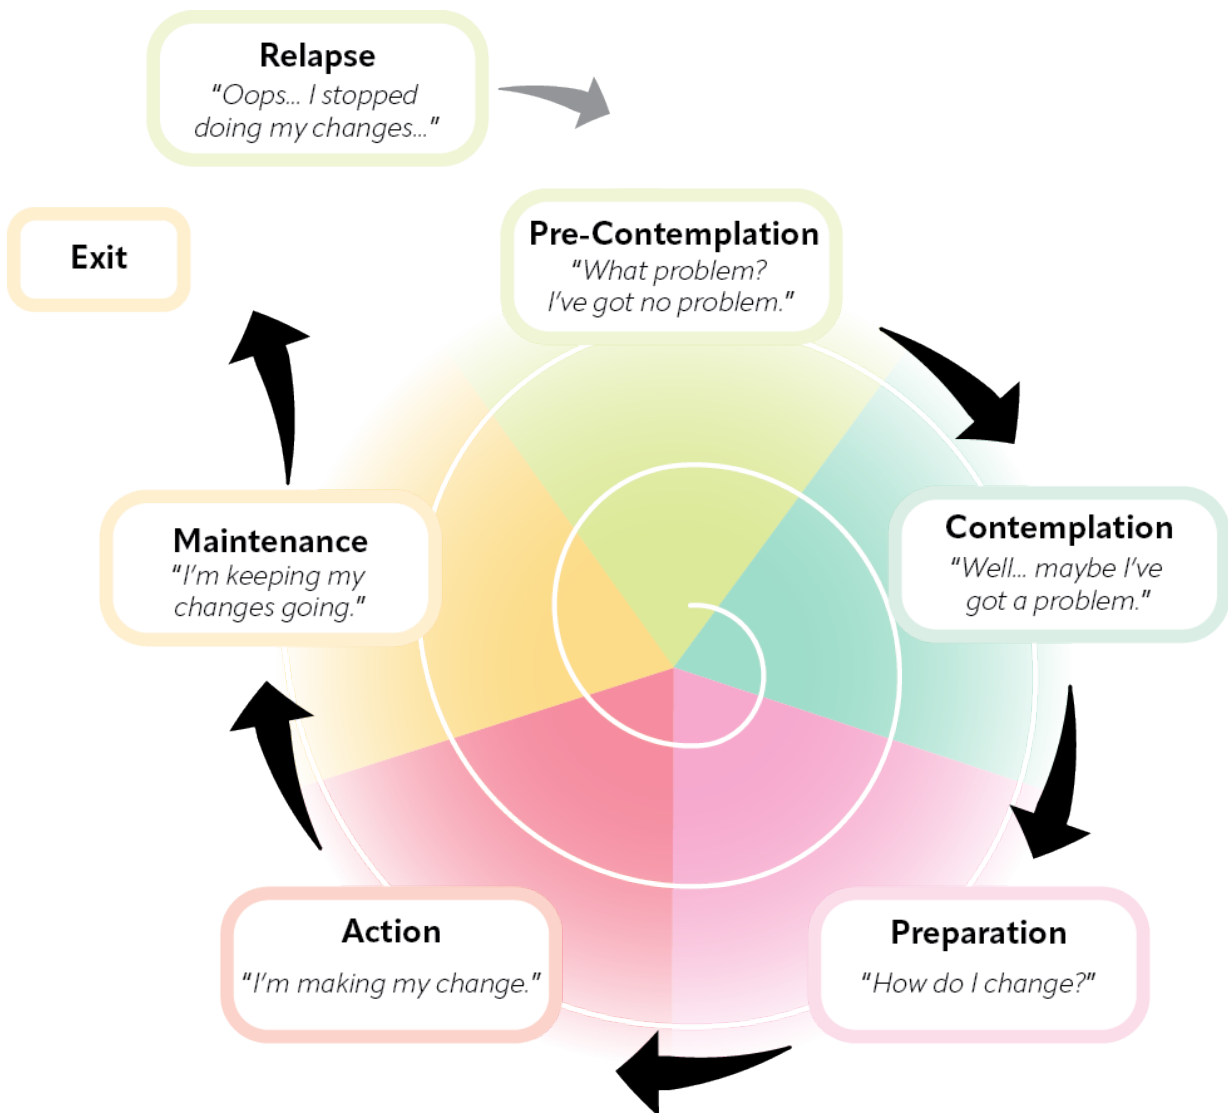 Relapse
"Oops... I stopped
doing my changes..."
Exit
Pre-Contemplation
"What problem?
I've got no problem."
Maintenance
"I'm keeping my
changes going."
Contemplation
"Well... maybe I've
got a problem."
Action
"I'm making my change."
Preparation
"How do I change?"